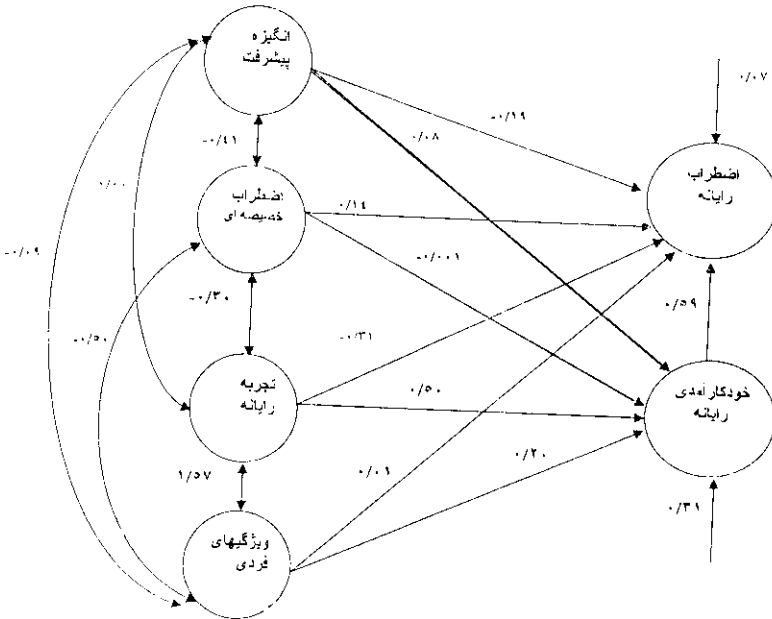 انگیزه
پیشرفت
۰/۰۷
-۰/۴۱
-۰/۱۹
۰/۰۸
اضطراب
رایانه
اضطراب
خصیصه ای
۰/۱۴
-۰/۰۰۱
-۰/۰۹
-۰/۳۰
۰/۵۹
-۰/۵۰
-۰/۳۱
تجربه
رایانه
۰/۵۰
خودکارآمدی
رایانه
۱/۵۷
۰/۲۰
۰/۳۱
ویژگیهای
فردی